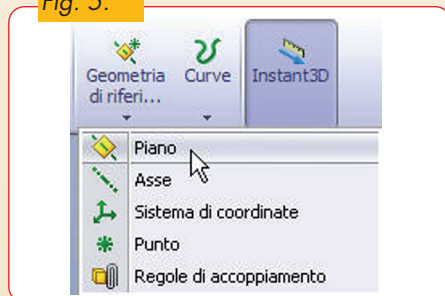 Fig. 5.
Geometria
di riferi...
Curve
Instant3D
Piano
Asse
Sistema di coordinate
Punto
Regole di accoppiamento